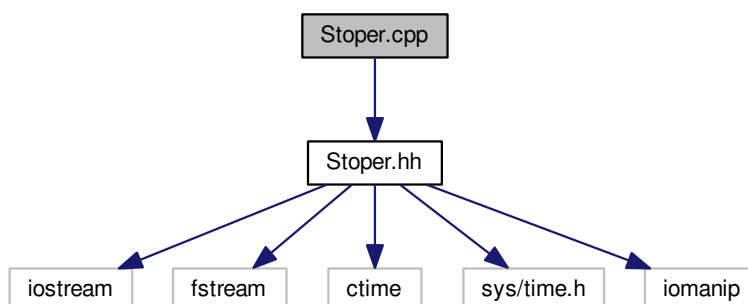 Stoper.cpp
Stoper.hh
iostream
fstream
ctime
sys/time.h
iomanip